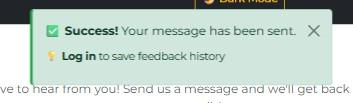 Dark Mode
✅ Success! Your message has been sent.
💡 Log in to save feedback history
ve to hear from you! Send us a message and we'll get back